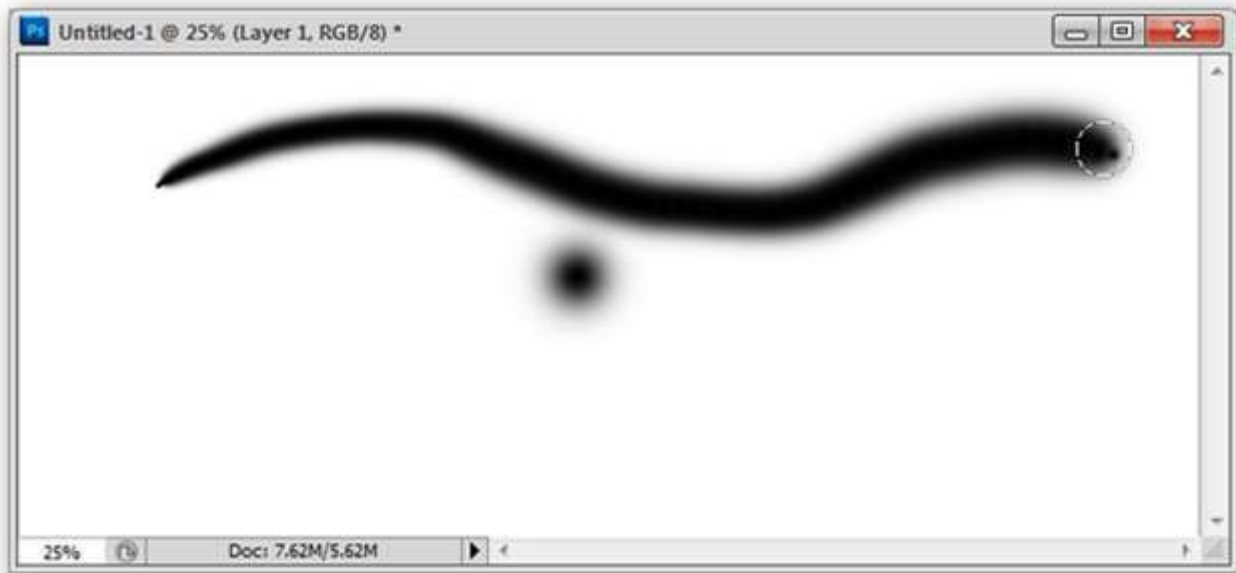 Ps Untitled-1 @ 25% (Layer 1, RGB/8) *
25% Doc: 7.62M/5.62M